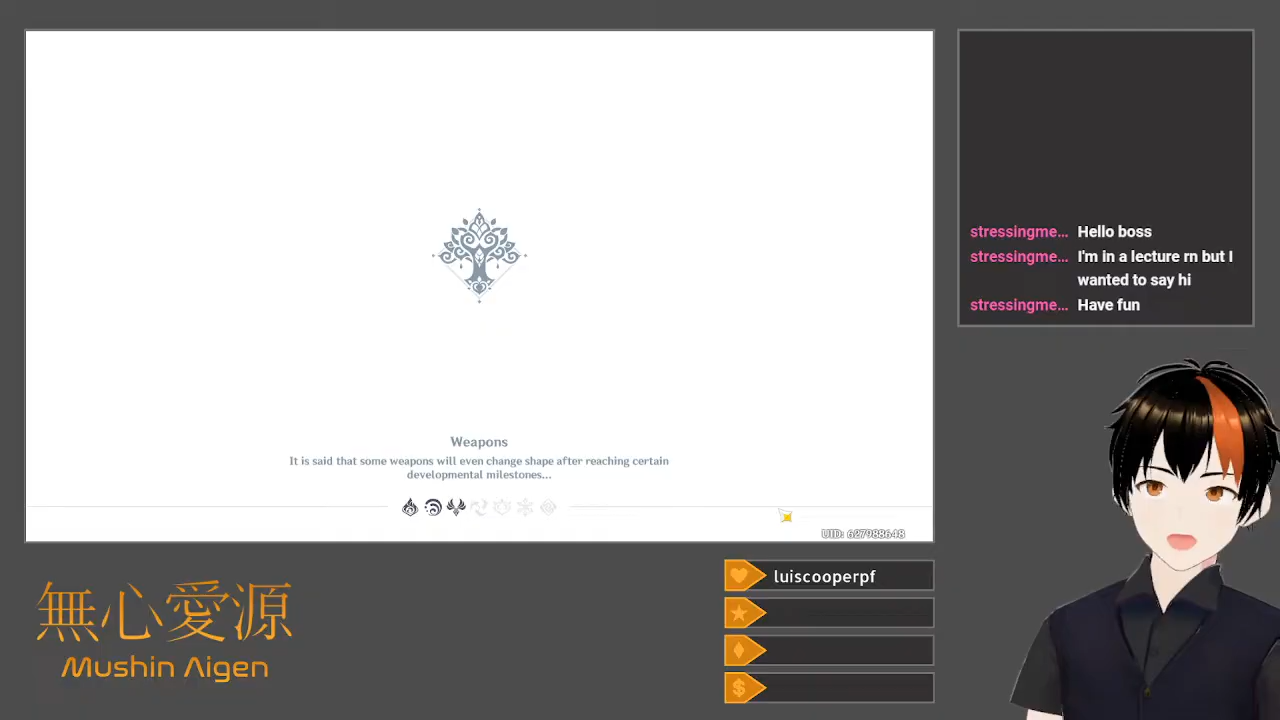 stressingme... Hello boss
stressingme... I'm in a lecture rn but I
wanted to say hi
stressingme... Have fun
Weapons
It is said that some weapons will even change shape after reaching certain
developmental milestones...
UID: 627988648
luiscooperpf
無心愛源
Mushin Aigen